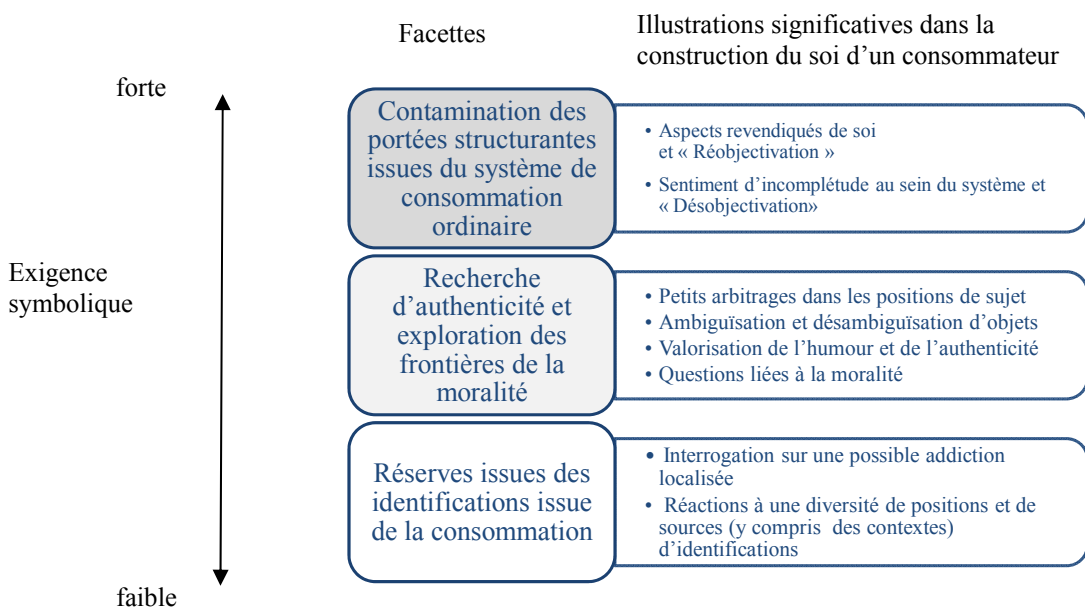 Facettes
Illustrations significatives dans la
construction du soi d’un consommateur
forte
Contamination des
portées structurantes
issues du système de
consommation
ordinaire
• Aspects revendiqués de soi
et « Réobjectivation »
• Sentiment d’incomplétude au sein du système et
« Désobjectivation»
Exigence
symbolique
Recherche
d’authenticité et
exploration des
frontières de la
moralité
• Petits arbitrages dans les positions de sujet
• Ambiguïsation et désambiguïsation d’objets
• Valorisation de l’humour et de l’authenticité
• Questions liées à la moralité
Réserves issues des
identifications issue
de la consommation
• Interrogation sur une possible addiction
localisée
• Réactions à une diversité de positions et de
sources (y compris des contextes)
d’identifications
faible